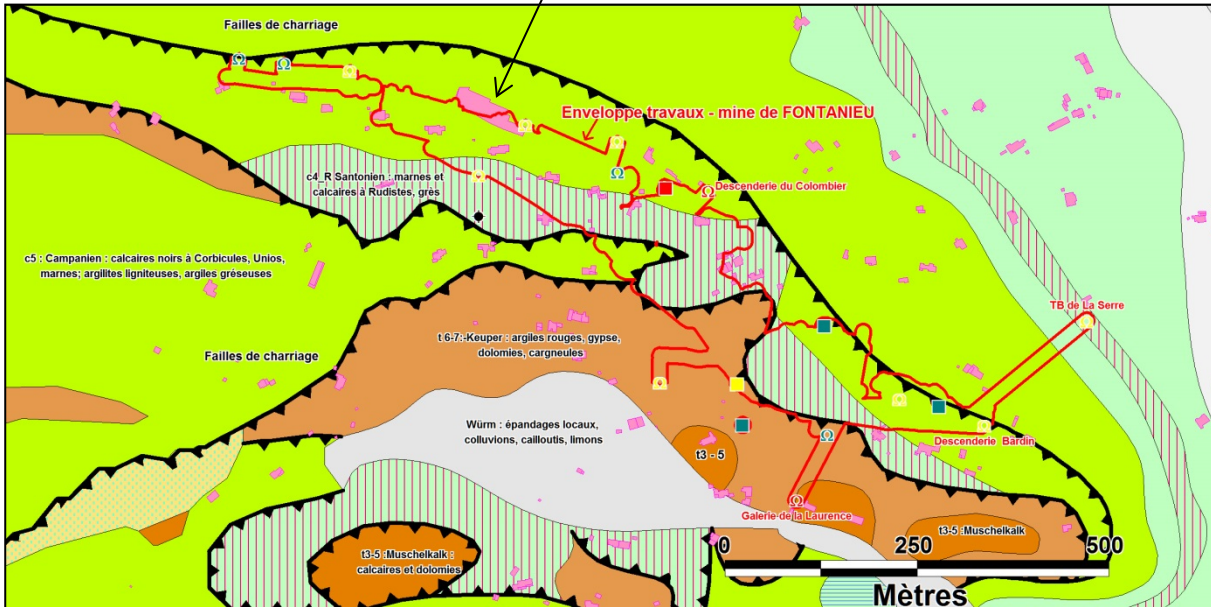 Failles de charriage
Enveloppe travaux - mine de FONTANIEU
c4_R Santonien : marnes et
calcaires à Rudistes, grès
Descenderie du Colombier
c5 : Campanien : calcaires noirs à Corbicules, Unios,
marnes; argilites ligniteuses, argiles gréseuses
TB de La Serre
t 6-7:-Keuper : argiles rouges, gypse,
dolomies, cargneules
Failles de charriage
Würm : épandages locaux,
colluvions, cailloutis, limons
t3 - 5
Descenderie Bardin
Galerie de la Laurence
t3-5 :Muschelkalk
t3-5 :Muschelkalk :
calcaires et dolomies
0 250 500
Mètres